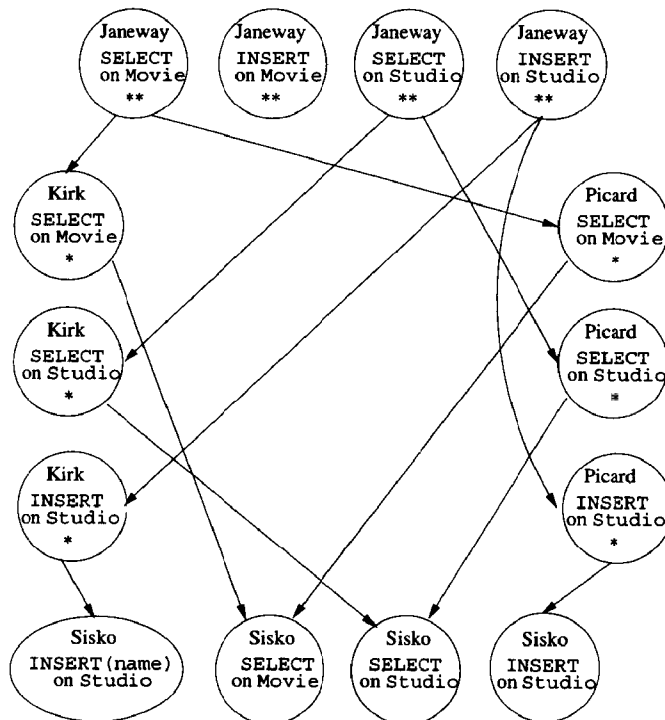 Janeway
SELECT
on Movie
**
Janeway
INSERT
on Movie
**
Janeway
SELECT
on Studio
**
Janeway
INSERT
on Studio
**
Kirk
SELECT
on Movie
*
Picard
SELECT
on Movie
*
Kirk
SELECT
on Studio
*
Picard
SELECT
on Studio
*
Kirk
INSERT
on Studio
*
Picard
INSERT
on Studio
*
Sisko
INSERT(name)
on Studio
Sisko
SELECT
on Movie
Sisko
SELECT
on Studio
Sisko
INSERT
on Studio